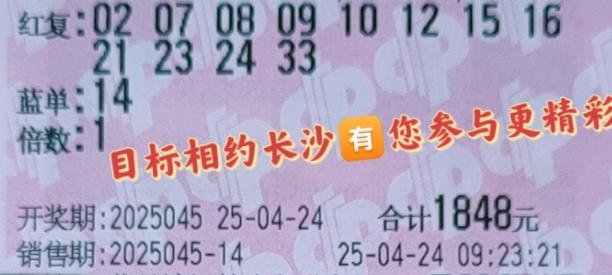 红复:02 07 08 09 10 12 15 16
21 23 24 33
蓝单:14
倍数:1
目标相约长沙有您参与更精彩
开奖期:2025045 25-04-24 合计1848元
销售期:2025045-14 25-04-24 09:23:21